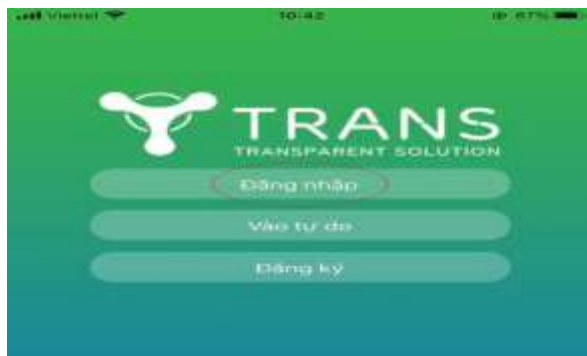 Viettel 10:42 67%
TRANS
TRANSPARENT SOLUTION
Đăng nhập
Vào tự do
Đăng ký